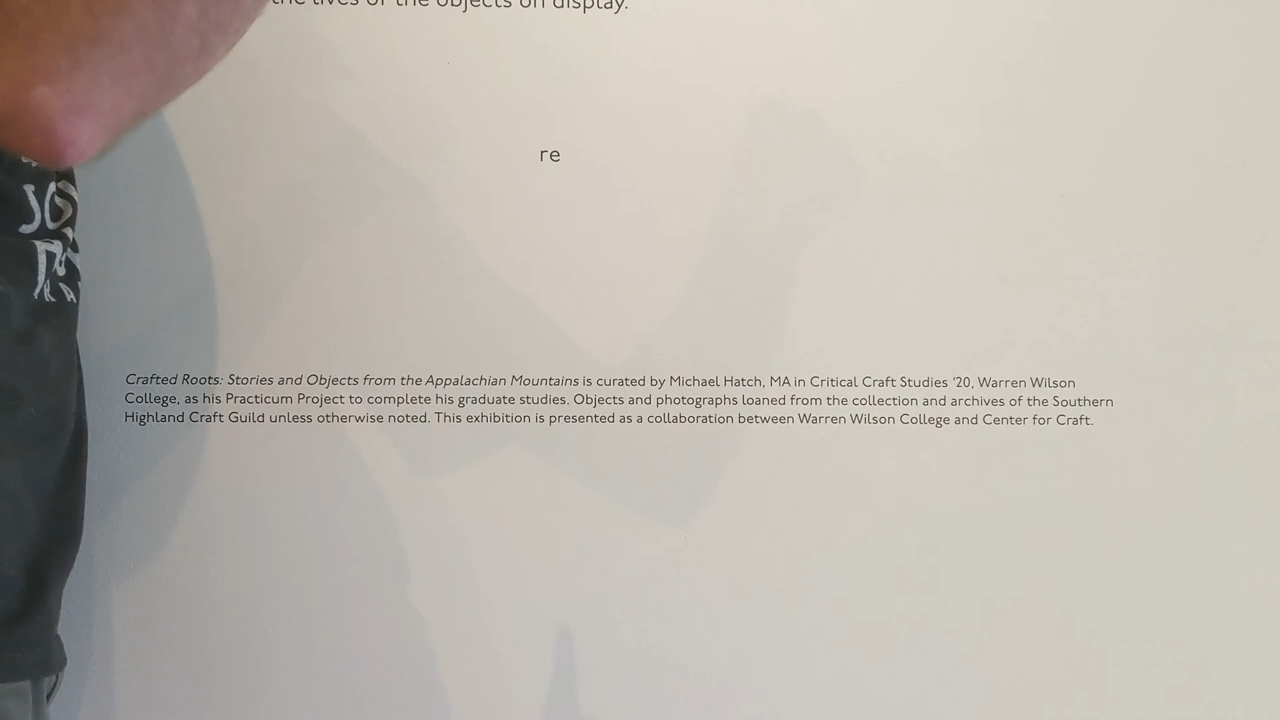 the lives of the objects on display.
re
Crafted Roots: Stories and Objects from the Appalachian Mountains is curated by Michael Hatch, MA in Critical Craft Studies '20, Warren Wilson
College, as his Practicum Project to complete his graduate studies. Objects and photographs loaned from the collection and archives of the Southern
Highland Craft Guild unless otherwise noted. This exhibition is presented as a collaboration between Warren Wilson College and Center for Craft.